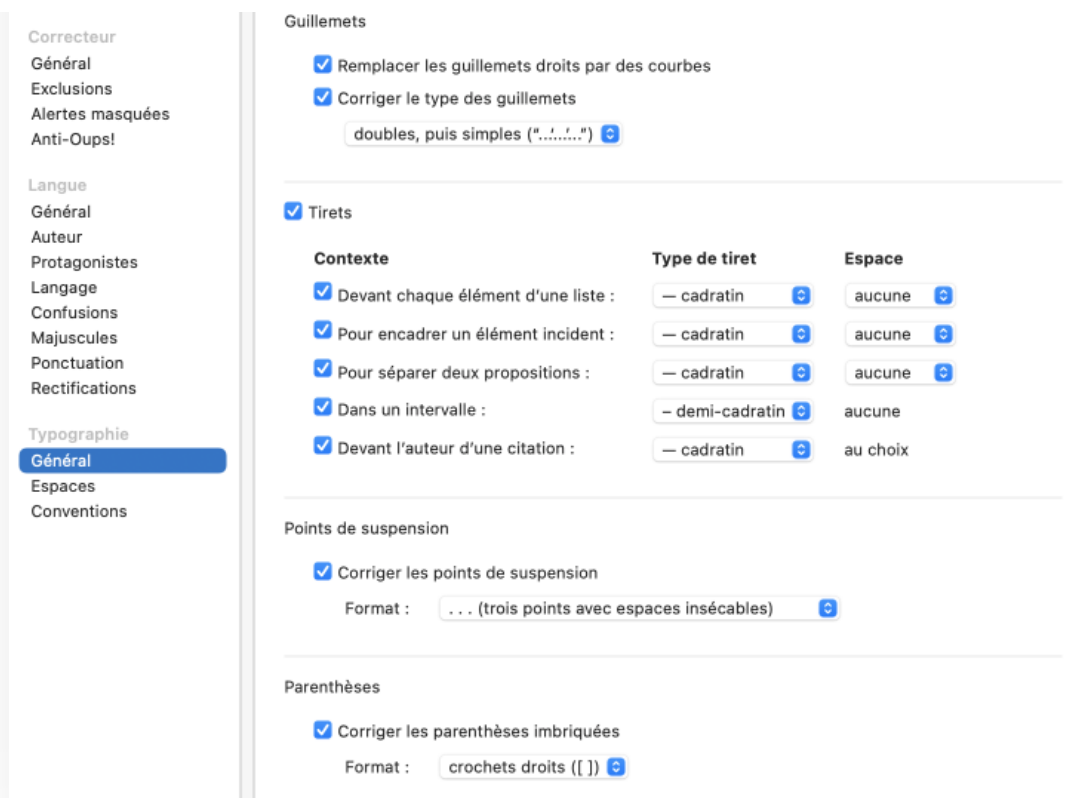 Correcteur
Général
Exclusions
Alertes masquées
Anti-Oups!
Langue
Général
Auteur
Protagonistes
Langage
Confusions
Majuscules
Ponctuation
Rectifications
Typographie
Général
Espaces
Conventions
Guillemets
Remplacer les guillemets droits par des courbes
Corriger le type des guillemets
doubles, puis simples (“...‘...’...”)
Tirets
Contexte Type de tiret Espace
Devant chaque élément d’une liste : — cadratin aucune
Pour encadrer un élément incident : — cadratin aucune
Pour séparer deux propositions : — cadratin aucune
Dans un intervalle : – demi-cadratin aucune
Devant l’auteur d’une citation : — cadratin au choix
Points de suspension
Corriger les points de suspension
Format : . . . (trois points avec espaces insécables)
Parenthèses
Corriger les parenthèses imbriquées
Format : crochets droits ([ ])